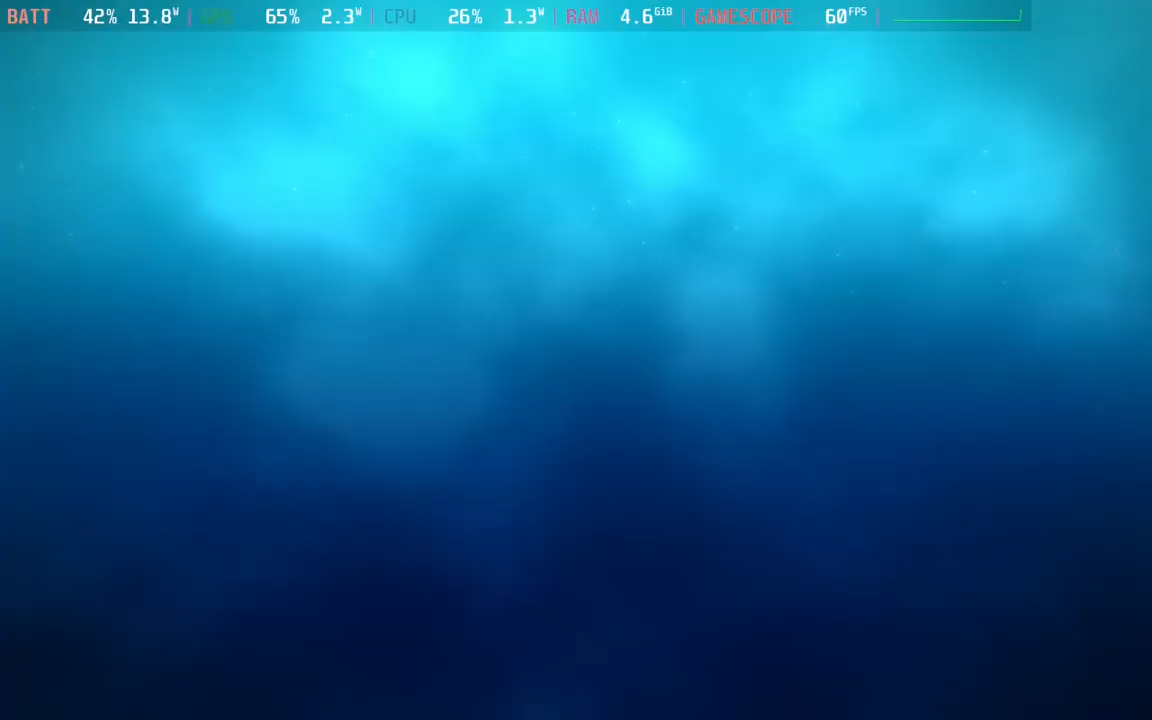 BATT 42% 13.8W | GPU 65% 2.3W | CPU 26% 1.3W | RAM 4.6GiB | GAMESCOPE 60FPS |